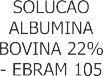 SOLUCAO
ALBUMINA
BOVINA 22%
- EBRAM 105